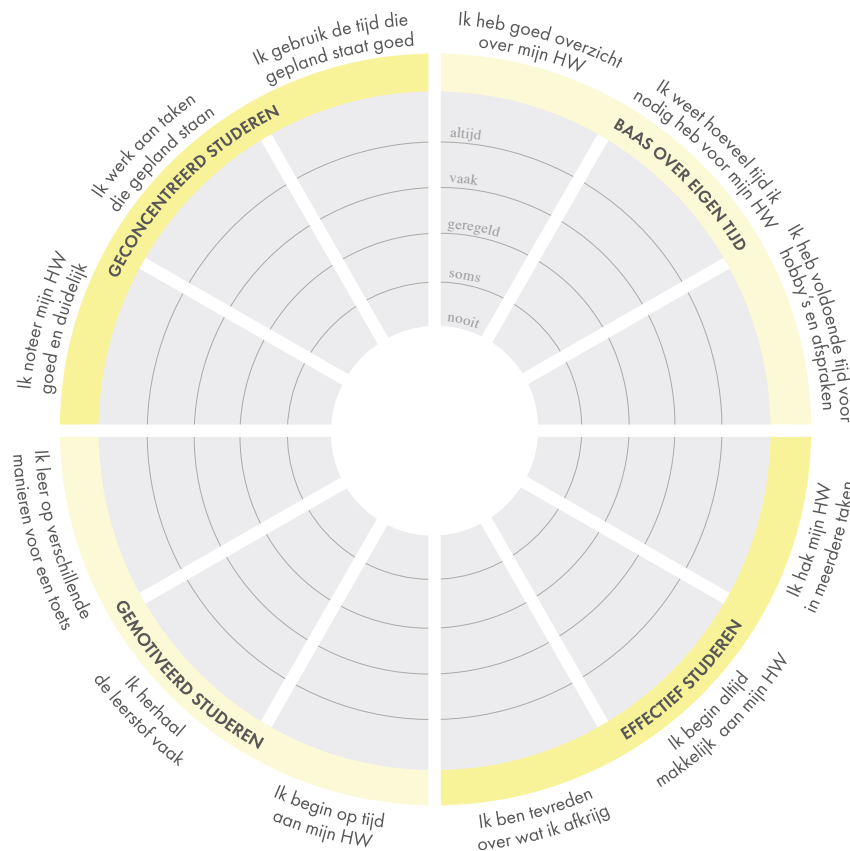 Ik gebruik de tijd die
gepland staat goed
Ik heb goed overzicht
over mijn HW
Ik werk aan taken
die gepland staan
Ik weet hoeveel tijd ik
nodig heb voor mijn HW
GECONCENTREERD STUDEREN
BAAS OVER EIGEN TIJD
Ik noteer mijn HW
goed en duidelijk
Ik heb voldoende tijd voor
hobby's en afspraken
altijd
vaak
geregeld
soms
nooit
Ik leer op verschillende
manieren voor een toets
Ik hak mijn HW
in meerdere taken
GEMOTIVEERD STUDEREN
EFFECTIEF STUDEREN
Ik herhaal
de leerstof vaak
Ik begin altijd
makkelijk aan mijn HW
Ik begin op tijd
aan mijn HW
Ik ben tevreden
over wat ik afkrijg